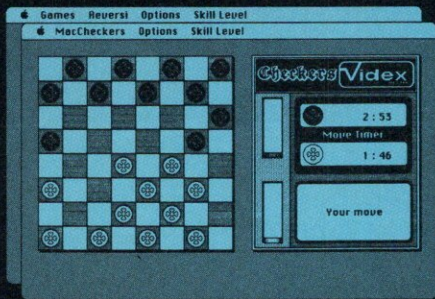 Games Reversi Options Skill Level
MacCheckers Options Skill Level
Checkers Videx
2:53
Move Timer
1:46
Your move